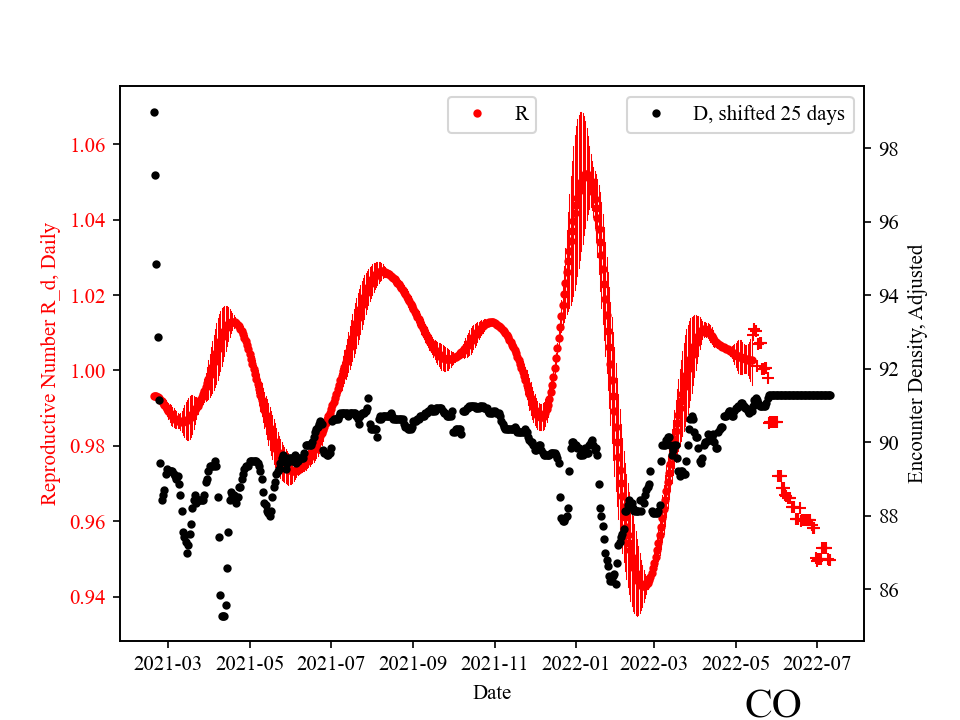 R
D, shifted 25 days
Reproductive Number R_d, Daily
1.06
1.04
1.02
1.00
0.98
0.96
0.94
98
96
94
92
90
88
86
Encounter Density, Adjusted
2021-03 2021-05 2021-07 2021-09 2021-11 2022-01 2022-03 2022-05 2022-07
Date
CO